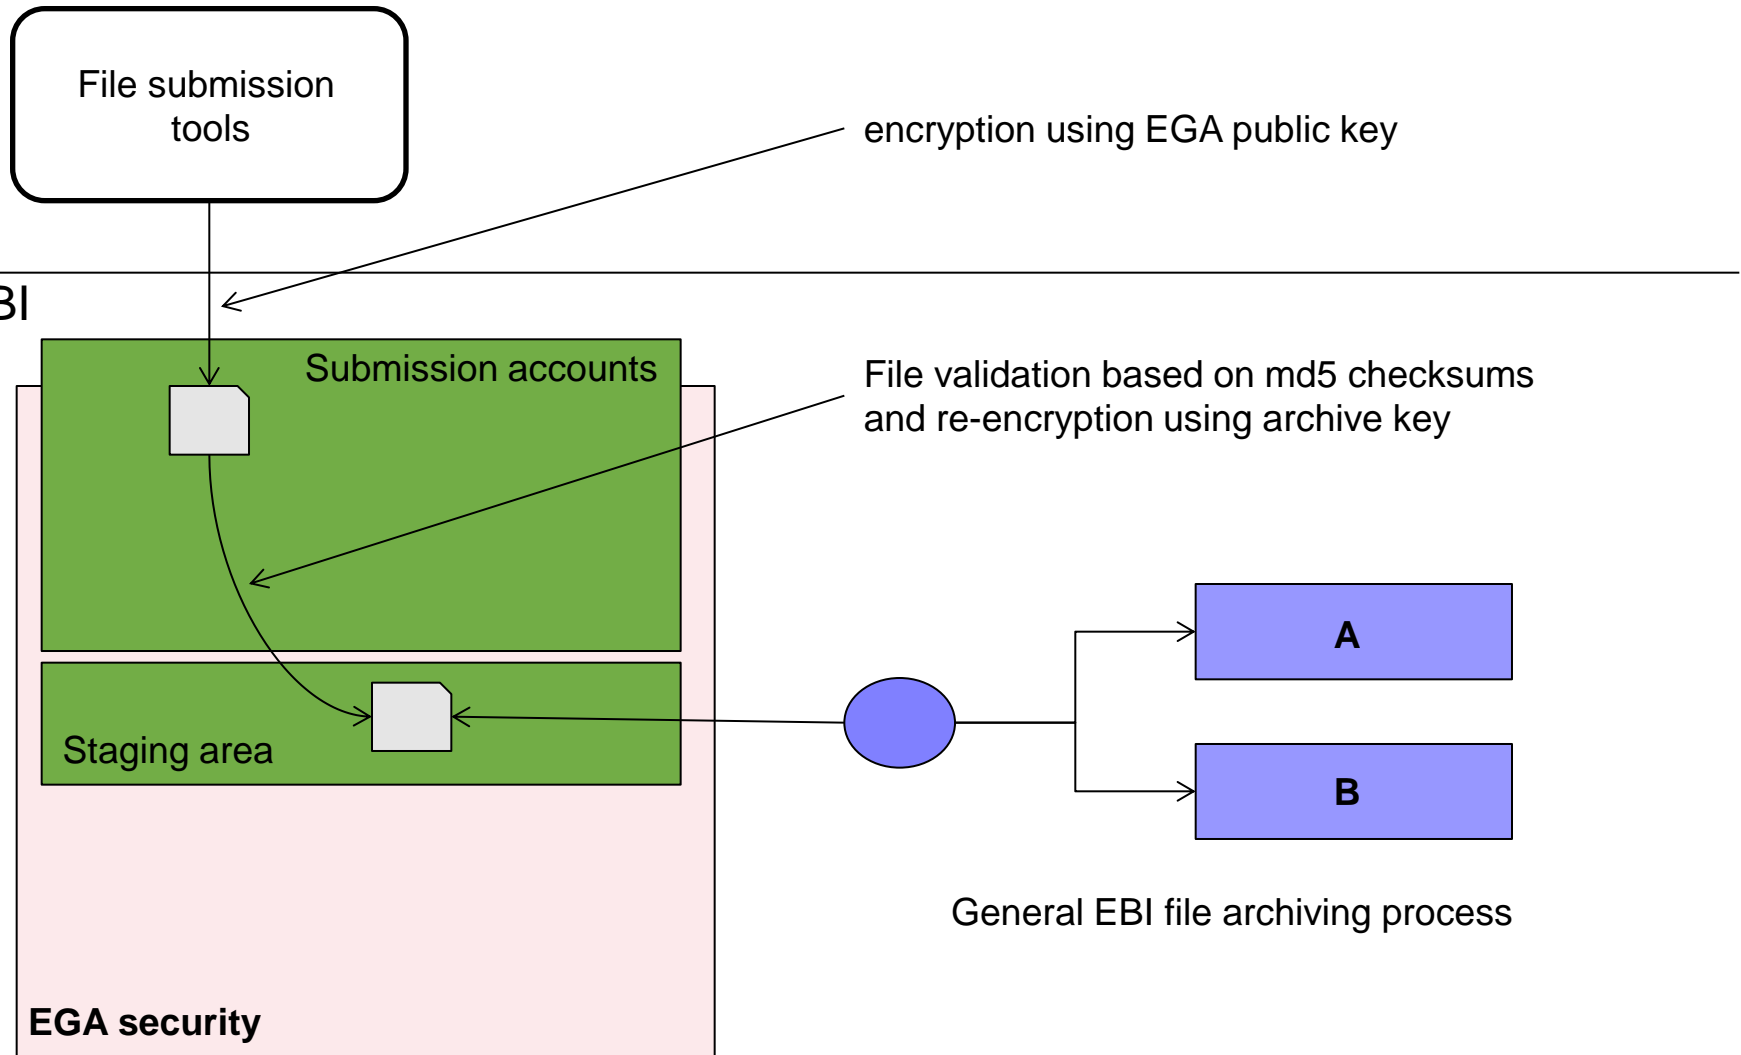 File submission
tools
encryption using EGA public key
BI
Submission accounts
File validation based on md5 checksums
and re-encryption using archive key
A
Staging area
B
General EBI file archiving process
EGA security